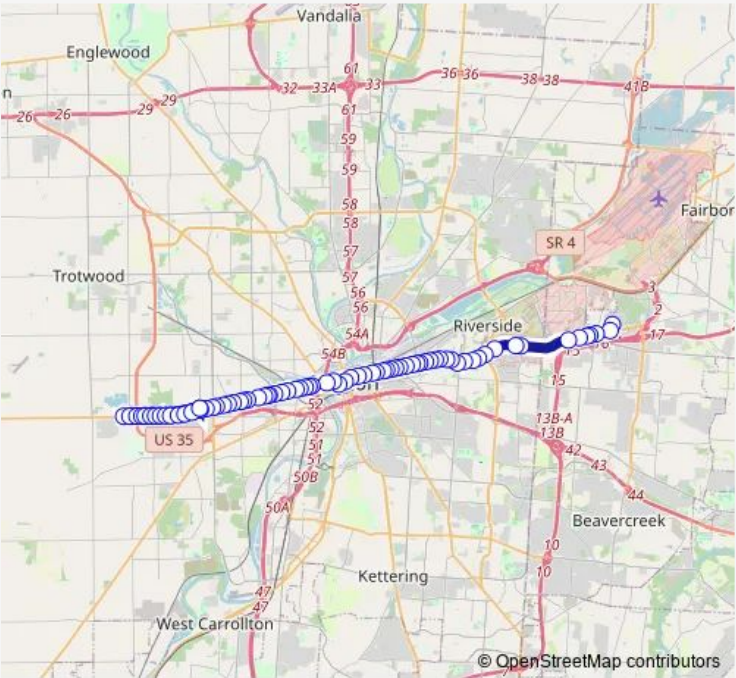 Vandalia
Englewood
61
32 33A 33 36 36 38 38 41B
n
26 26 29 29
61
59
59
58
58
Fairbor
SR 4
57
57
Trotwood
56
56
3
2
Riverside
54A
54B
17
15
52
US 35
52
51
51
50B
50A
13B-A
13B
42
43
44
Beavercreek
10
10
Kettering
47
47
West Carrollton
© OpenStreetMap contributors